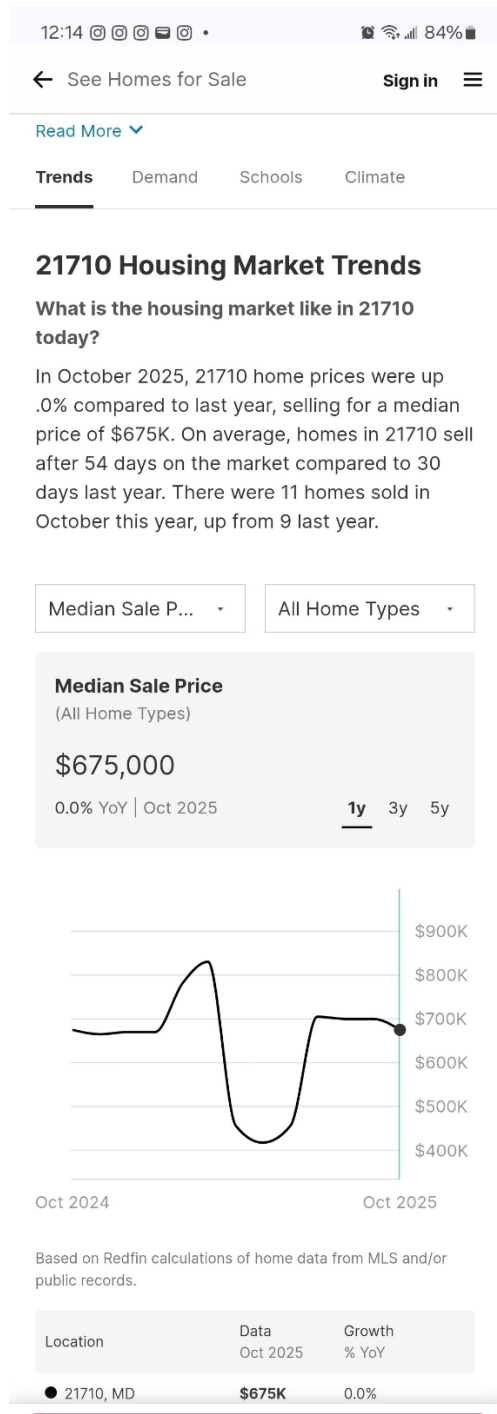 12:14
84%
See Homes for Sale
Sign in
Read More
Trends Demand Schools Climate
21710 Housing Market Trends
What is the housing market like in 21710
today?
In October 2025, 21710 home prices were up
.0% compared to last year, selling for a median
price of $675K. On average, homes in 21710 sell
after 54 days on the market compared to 30
days last year. There were 11 homes sold in
October this year, up from 9 last year.
Median Sale P...
All Home Types
Median Sale Price
(All Home Types)
$675,000
0.0% YoY | Oct 2025
1y 3y 5y
$900K
$800K
$700K
$600K
$500K
$400K
Oct 2024
Oct 2025
Based on Redfin calculations of home data from MLS and/or
public records.
Location
Data
Oct 2025
Growth
% YoY
21710, MD $675K 0.0%